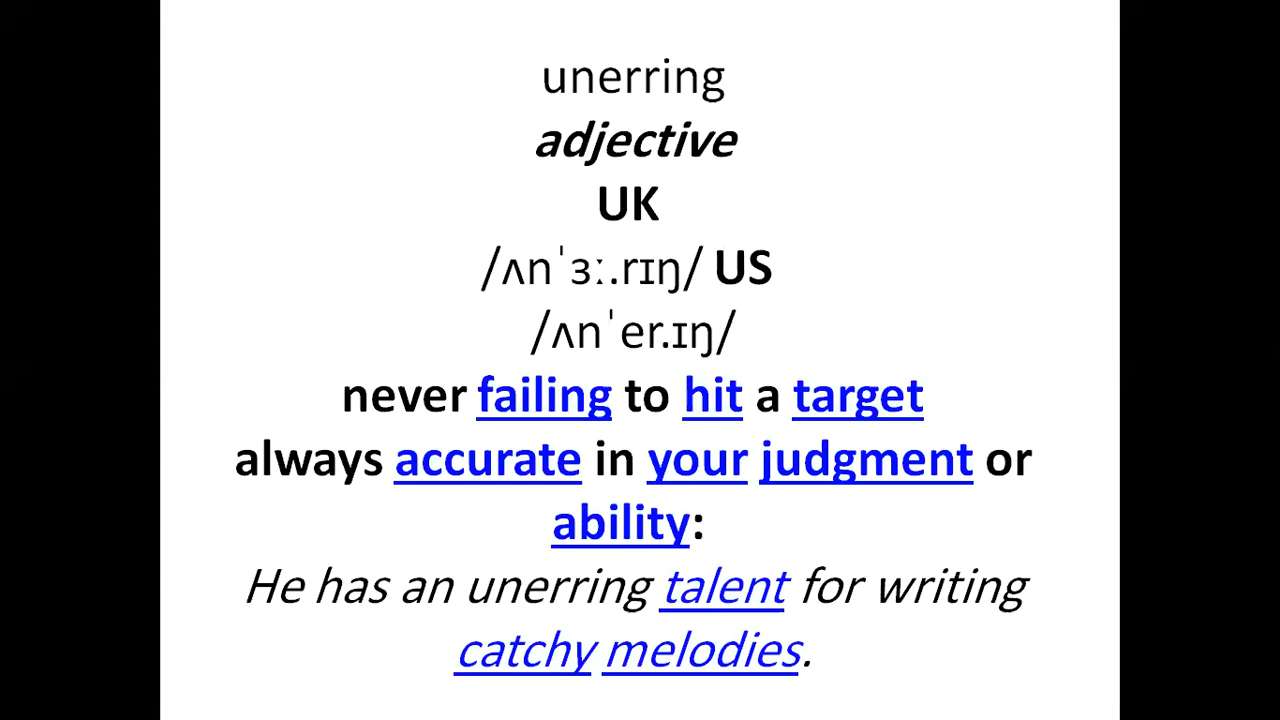 unerring
adjective
UK
/ʌnˈɜː.rɪŋ/ US
/ʌnˈer.ɪŋ/
never failing to hit a target
always accurate in your judgment or
ability:
He has an unerring talent for writing
catchy melodies.